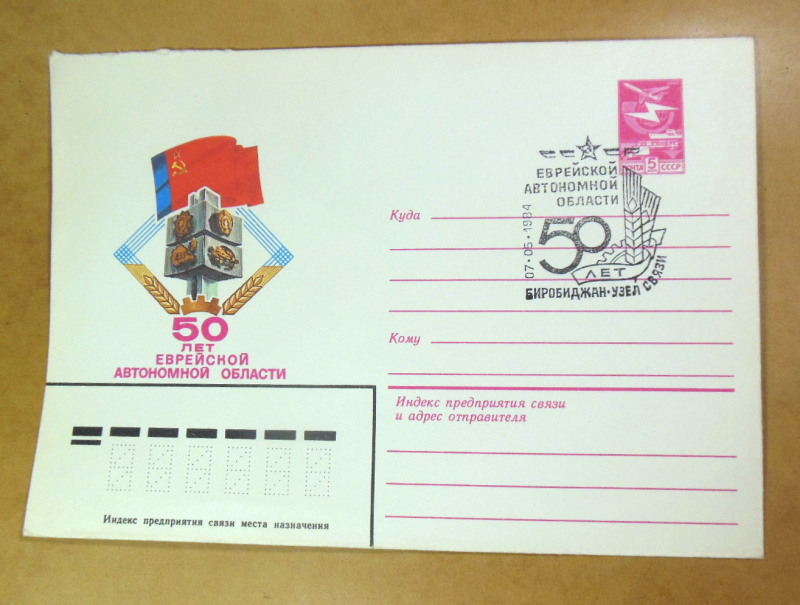 50
ЛЕТ
ЕВРЕЙСКОЙ
АВТОНОМНОЙ ОБЛАСТИ
ПОЧТА 5 СССР
ЕВРЕЙСКОЙ
АВТОНОМНОЙ
ОБЛАСТИ
50
ЛЕТ
07·05·1984
БИРОБИДЖАН·УЗЕЛ СВЯЗИ
Куда
Кому
Индекс предприятия связи
и адрес отправителя
Индекс предприятия связи места назначения